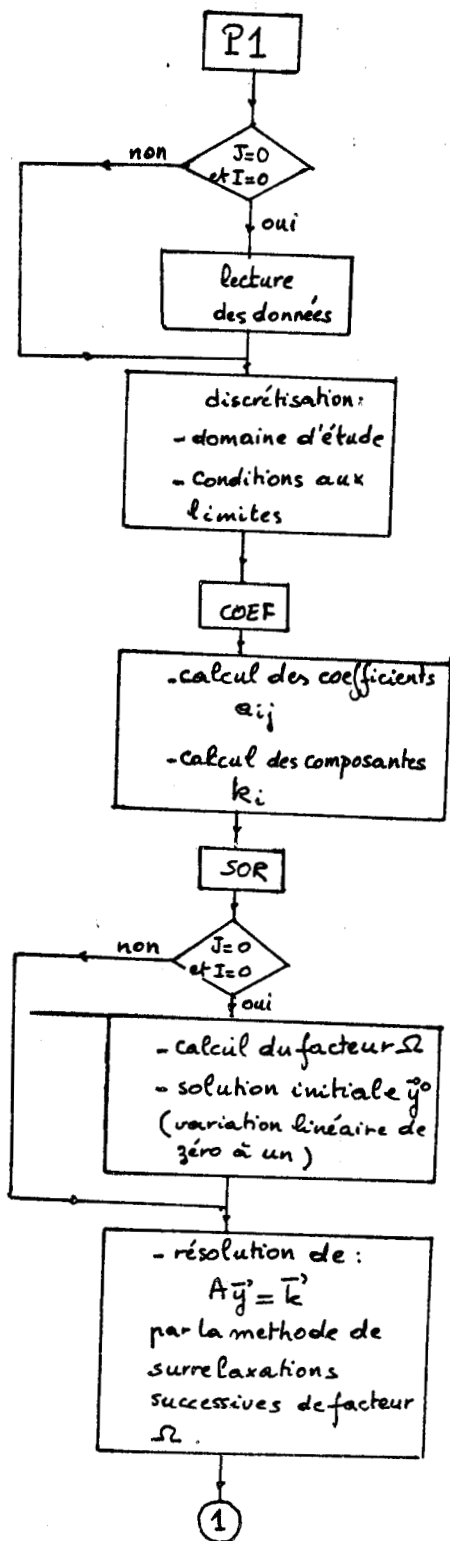 P1
J=0
et I=0
non
oui
lecture
des données
discrétisation:
- domaine d'étude
- Conditions aux
limites
COEF
- calcul des coefficients
aij
- calcul des composantes
ki
SOR
J=0
et I=0
non
oui
- calcul du facteur Ω
- solution initiale y⃗°
(variation linéaire de
zéro à un)
- résolution de :
Ay⃗ = k⃗
par la methode de
surrelaxations
successives de facteur
Ω.
1